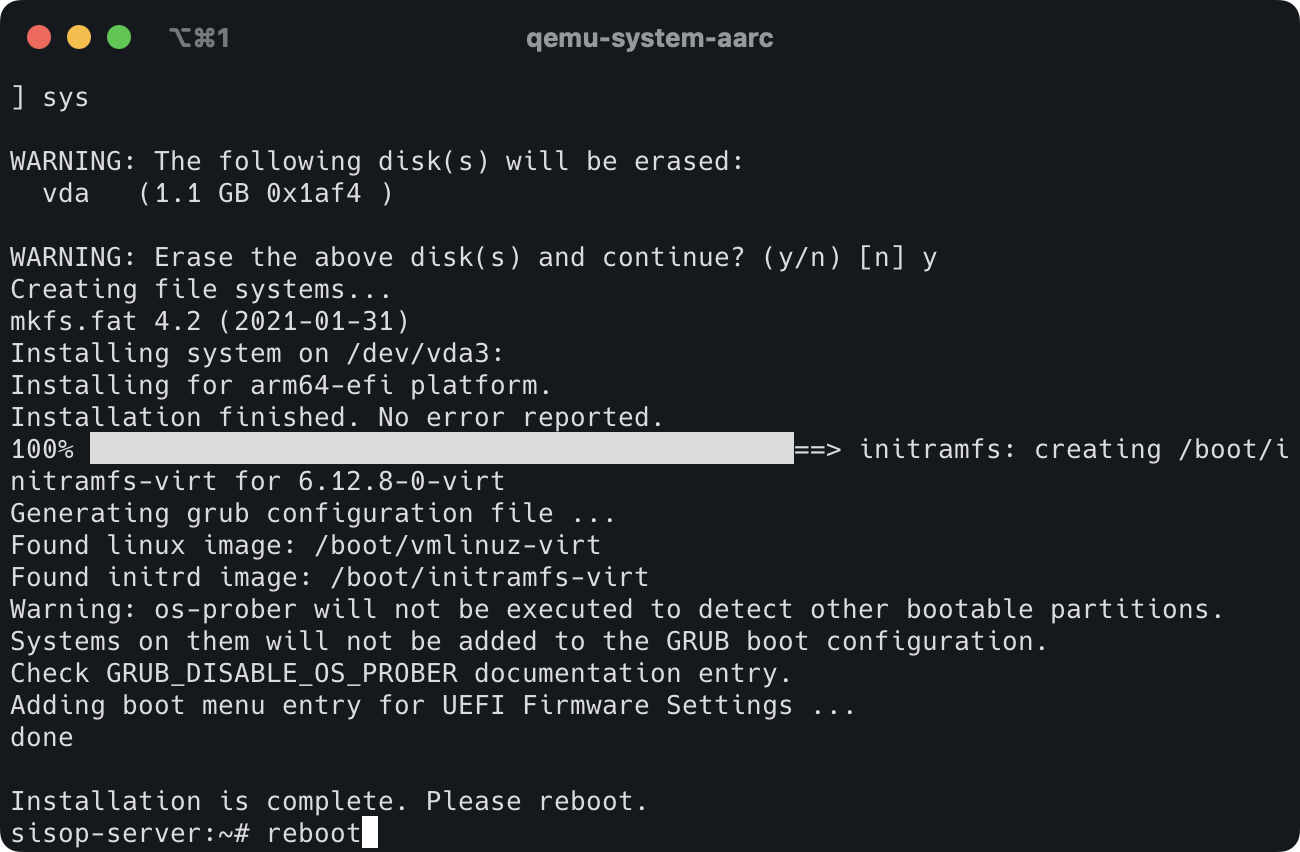 ⌥⌘1 qemu-system-aarc
] sys
WARNING: The following disk(s) will be erased:
  vda   (1.1 GB 0x1af4 )
WARNING: Erase the above disk(s) and continue? (y/n) [n] y
Creating file systems...
mkfs.fat 4.2 (2021-01-31)
Installing system on /dev/vda3:
Installing for arm64-efi platform.
Installation finished. No error reported.
100% ==> initramfs: creating /boot/i
nitramfs-virt for 6.12.8-0-virt
Generating grub configuration file ...
Found linux image: /boot/vmlinuz-virt
Found initrd image: /boot/initramfs-virt
Warning: os-prober will not be executed to detect other bootable partitions.
Systems on them will not be added to the GRUB boot configuration.
Check GRUB_DISABLE_OS_PROBER documentation entry.
Adding boot menu entry for UEFI Firmware Settings ...
done
Installation is complete. Please reboot.
sisop-server:~# reboot